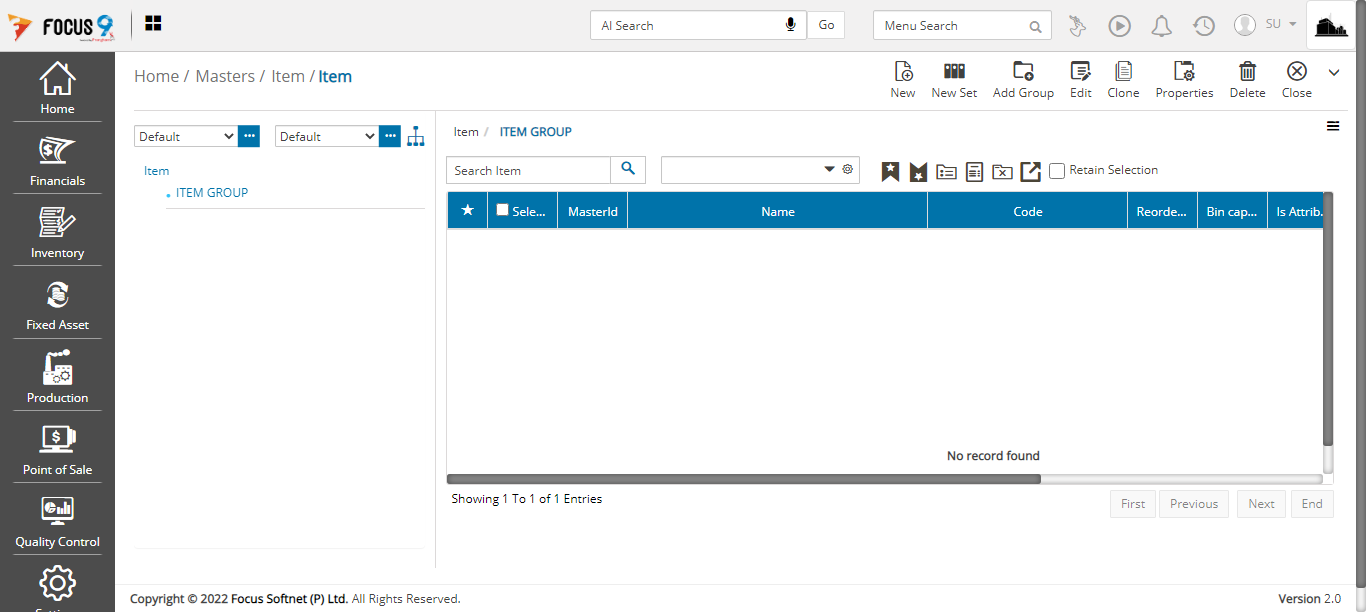 FOCUS 9
AI Search
Go
Menu Search
SU
Home
Financials
Inventory
Fixed Asset
Production
Point of Sale
Quality Control
Home / Masters / Item / Item
New
New Set
Add Group
Edit
Clone
Properties
Delete
Close
Default
Default
Item
ITEM GROUP
Item / ITEM GROUP
Search Item
Retain Selection
Sele... MasterId Name Code Reorde... Bin cap... Is Attrib.
No record found
Showing 1 To 1 of 1 Entries
First Previous Next End
Copyright © 2022 Focus Softnet (P) Ltd. All Rights Reserved.
Version 2.0